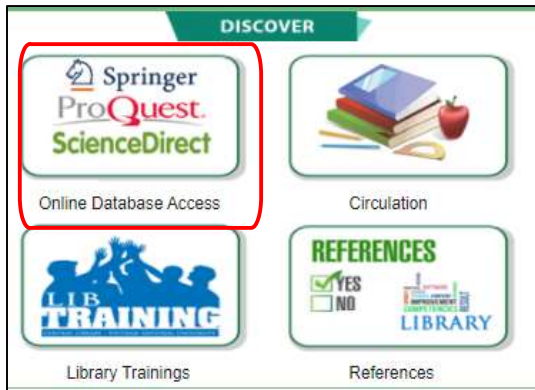 DISCOVER
Springer
ProQuest.
ScienceDirect
Online Database Access
Circulation
LIB
TRAINING
REFERENCES
YES
NO
LIBRARY
Library Trainings
References